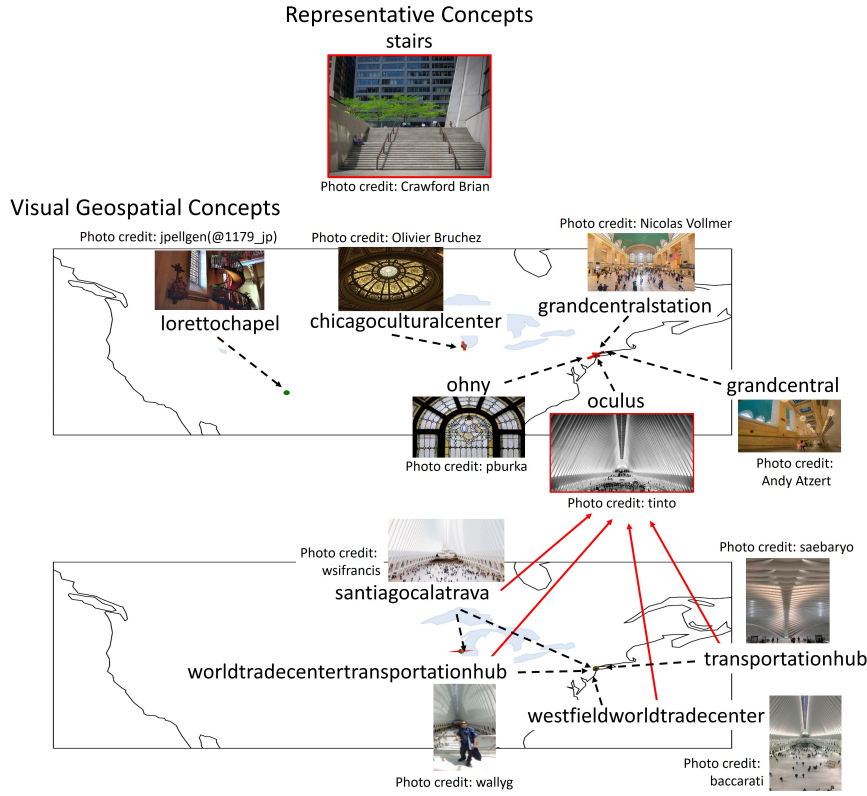 Representative Concepts
stairs
Photo credit: Crawford Brian
Visual Geospatial Concepts
Photo credit: jpellgen(@1179_jp)
Photo credit: Olivier Bruchez
Photo credit: Nicolas Vollmer
lorettochapel
chicagoculturalcenter
grandcentralstation
ohny
oculus
grandcentral
Photo credit: pburka
Photo credit: tinto
Photo credit:
Andy Atzert
Photo credit:
wsifrancis
Photo credit: saebaryo
santiagocalatrava
worldtradecentertransportationhub
transportationhub
westfieldworldtradecenter
Photo credit: wallyg
Photo credit:
baccarati